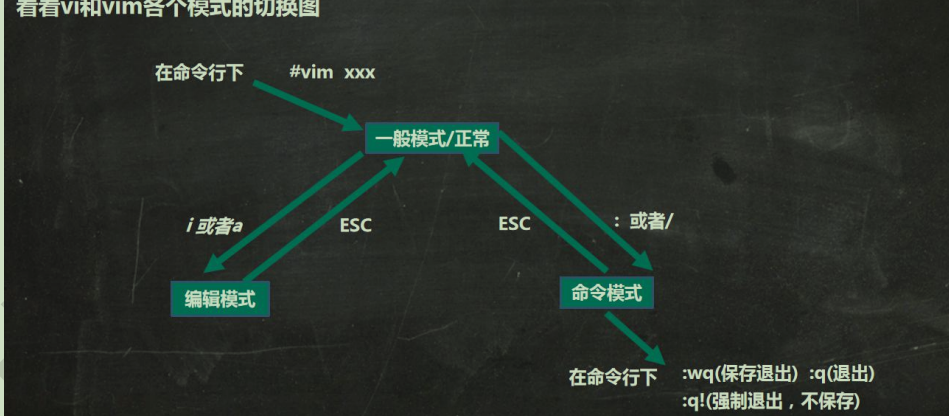 看看vi和vim各个模式的切换图
在命令行下 #vim xxx
一般模式/正常
i 或者a ESC ESC : 或者/
编辑模式 命令模式
在命令行下 :wq(保存退出) :q(退出)
:q!(强制退出，不保存)